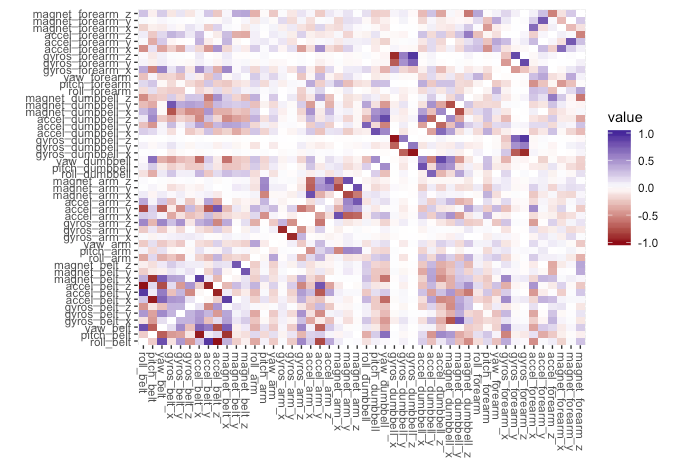 magnet_forearm_z
magnet_forearm_y
magnet_forearm_x
accel_forearm_z
accel_forearm_y
accel_forearm_x
gyros_forearm_z
gyros_forearm_y
gyros_forearm_x
yaw_forearm
pitch_forearm
roll_forearm
magnet_dumbbell_z
magnet_dumbbell_y
magnet_dumbbell_x
accel_dumbbell_z
accel_dumbbell_y
accel_dumbbell_x
gyros_dumbbell_z
gyros_dumbbell_y
gyros_dumbbell_x
yaw_dumbbell
pitch_dumbbell
roll_dumbbell
magnet_arm_z
magnet_arm_y
magnet_arm_x
accel_arm_z
accel_arm_y
accel_arm_x
gyros_arm_z
gyros_arm_y
gyros_arm_x
yaw_arm
pitch_arm
roll_arm
magnet_belt_z
magnet_belt_y
magnet_belt_x
accel_belt_z
accel_belt_y
accel_belt_x
gyros_belt_z
gyros_belt_y
gyros_belt_x
yaw_belt
pitch_belt
roll_belt
roll_belt
pitch_belt
yaw_belt
gyros_belt_x
gyros_belt_y
gyros_belt_z
accel_belt_x
accel_belt_y
accel_belt_z
magnet_belt_x
magnet_belt_y
magnet_belt_z
roll_arm
pitch_arm
yaw_arm
gyros_arm_x
gyros_arm_y
gyros_arm_z
accel_arm_x
accel_arm_y
accel_arm_z
magnet_arm_x
magnet_arm_y
magnet_arm_z
roll_dumbbell
pitch_dumbbell
yaw_dumbbell
gyros_dumbbell_x
gyros_dumbbell_y
gyros_dumbbell_z
accel_dumbbell_x
accel_dumbbell_y
accel_dumbbell_z
magnet_dumbbell_x
magnet_dumbbell_y
magnet_dumbbell_z
roll_forearm
pitch_forearm
yaw_forearm
gyros_forearm_x
gyros_forearm_y
gyros_forearm_z
accel_forearm_x
accel_forearm_y
accel_forearm_z
magnet_forearm_x
magnet_forearm_y
magnet_forearm_z
value
1.0
0.5
0.0
-0.5
-1.0